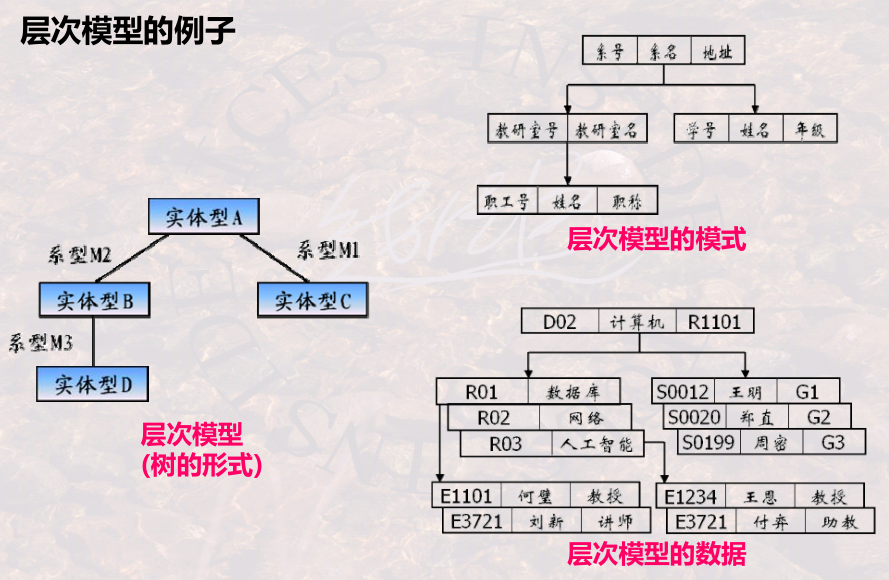 层次模型的例子
系号 系名 地址
教研室号 教研室名
学号 姓名 年级
职工号 姓名 职称
层次模型的模式
实体型A
系型M2
系型M1
实体型B
实体型C
系型M3
实体型D
层次模型
(树的形式)
D02 计算机 R1101
R01 数据库
R02 网络
R03 人工智能
S0012 王明 G1
S0020 郑直 G2
S0199 周密 G3
E1101 何璧 教授
E3721 刘新 讲师
E1234 王恩 教授
E3721 付弈 助教
层次模型的数据